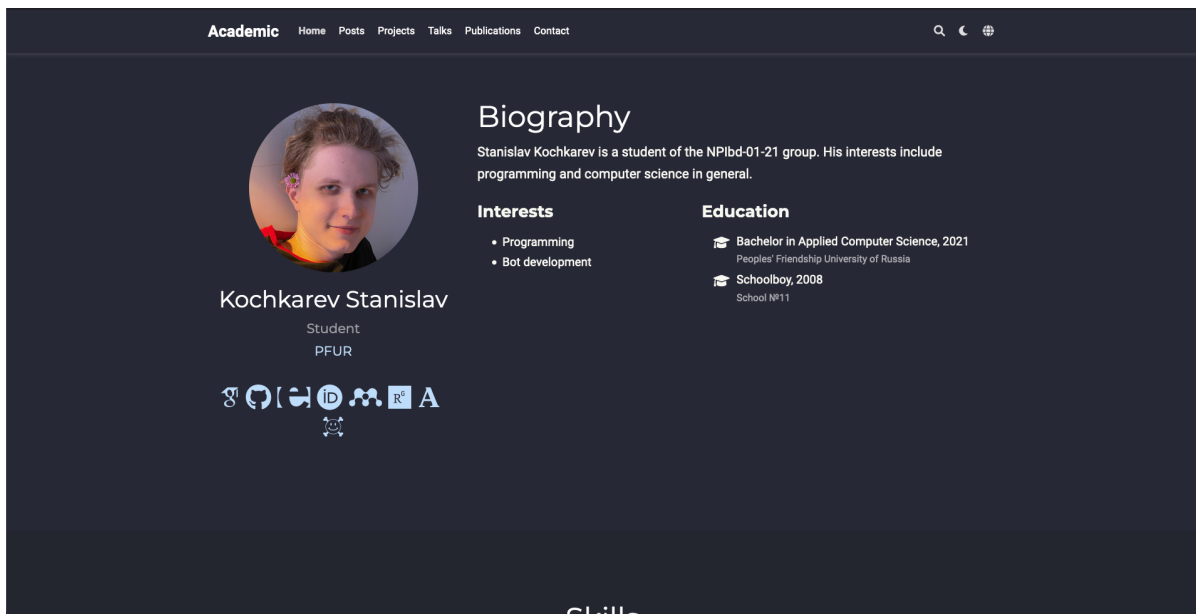 Academic Home Posts Projects Talks Publications Contact
Biography
Stanislav Kochkarev is a student of the NPIbd-01-21 group. His interests include
programming and computer science in general.
Interests
Programming
Bot development
Education
Bachelor in Applied Computer Science, 2021
Peoples' Friendship University of Russia
Schoolboy, 2008
School №11
Kochkarev Stanislav
Student
PFUR
iD
R^G
A
Skills